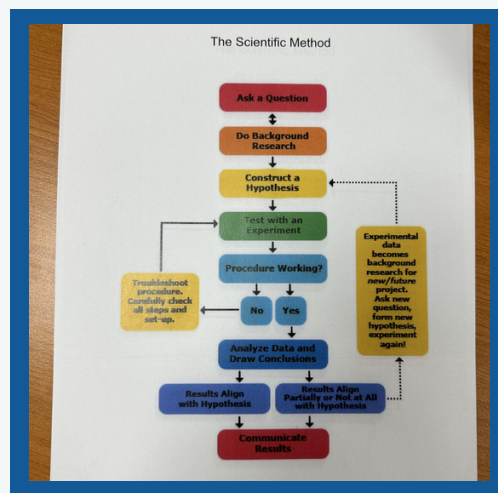 The Scientific Method
Ask a Question
Do Background
Research
Construct a
Hypothesis
Test with an
Experiment
Procedure Working?
No
Yes
Troubleshoot
procedure.
Carefully check
all steps and
set-up.
Experimental
data
becomes
background
research for
new/future
project.
Ask new
question,
form new
hypothesis,
experiment
again!
Analyze Data and
Draw Conclusions
Results Align
with Hypothesis
Results Align
Partially or Not at All
with Hypothesis
Communicate
Results